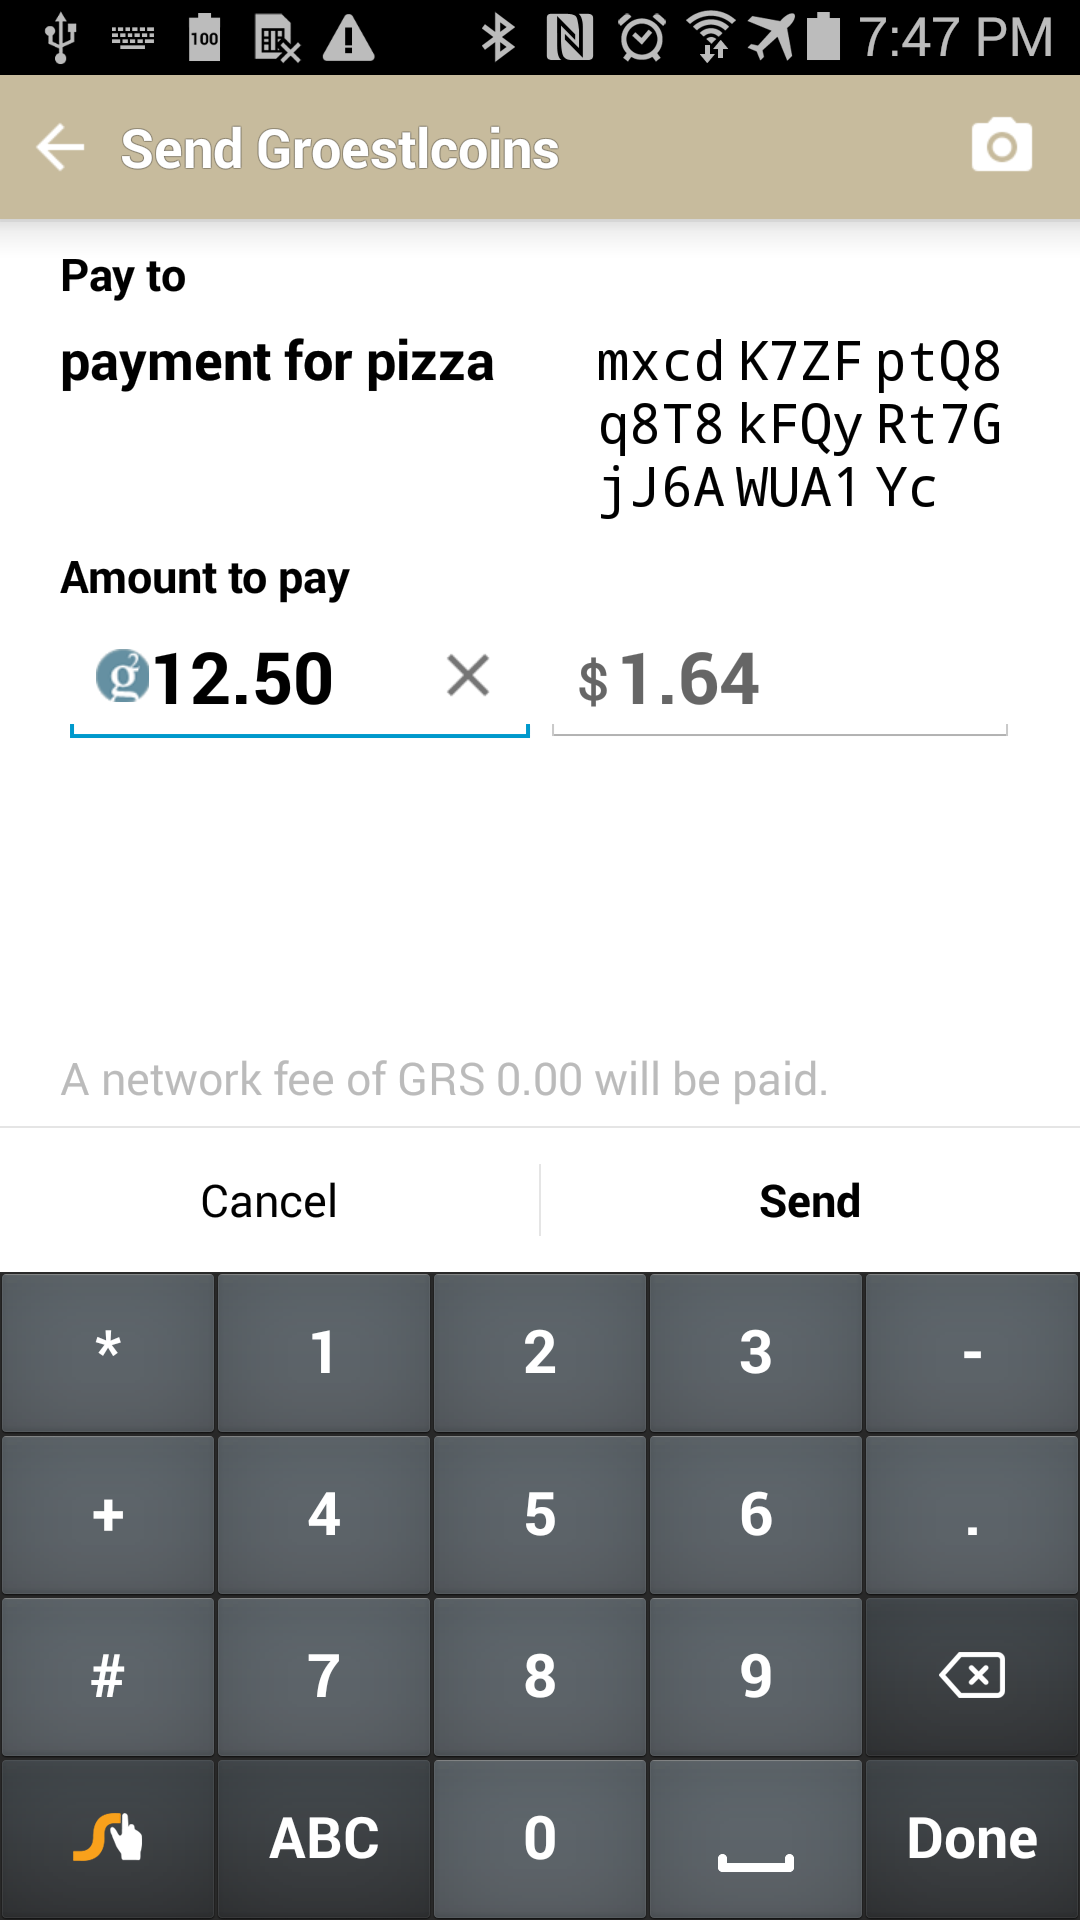 100 7:47 PM
Send Groestlcoins
Pay to
payment for pizza
mxcd K7ZF ptQ8
q8T8 kFQy Rt7G
jJ6A WUA1 Yc
Amount to pay
g2 12.50 $ 1.64
A network fee of GRS 0.00 will be paid.
Cancel Send
* 1 2 3 -
+ 4 5 6 .
# 7 8 9
ABC 0 Done